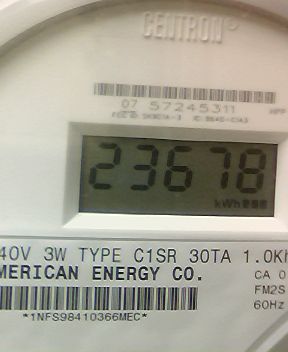 CENTRON®
07 57245311
23678
kWh
40V 3W TYPE C1SR 30TA 1.0Kh
MERICAN ENERGY CO.
CA 0
FM2S
60Hz
*1NFS98410366MEC*